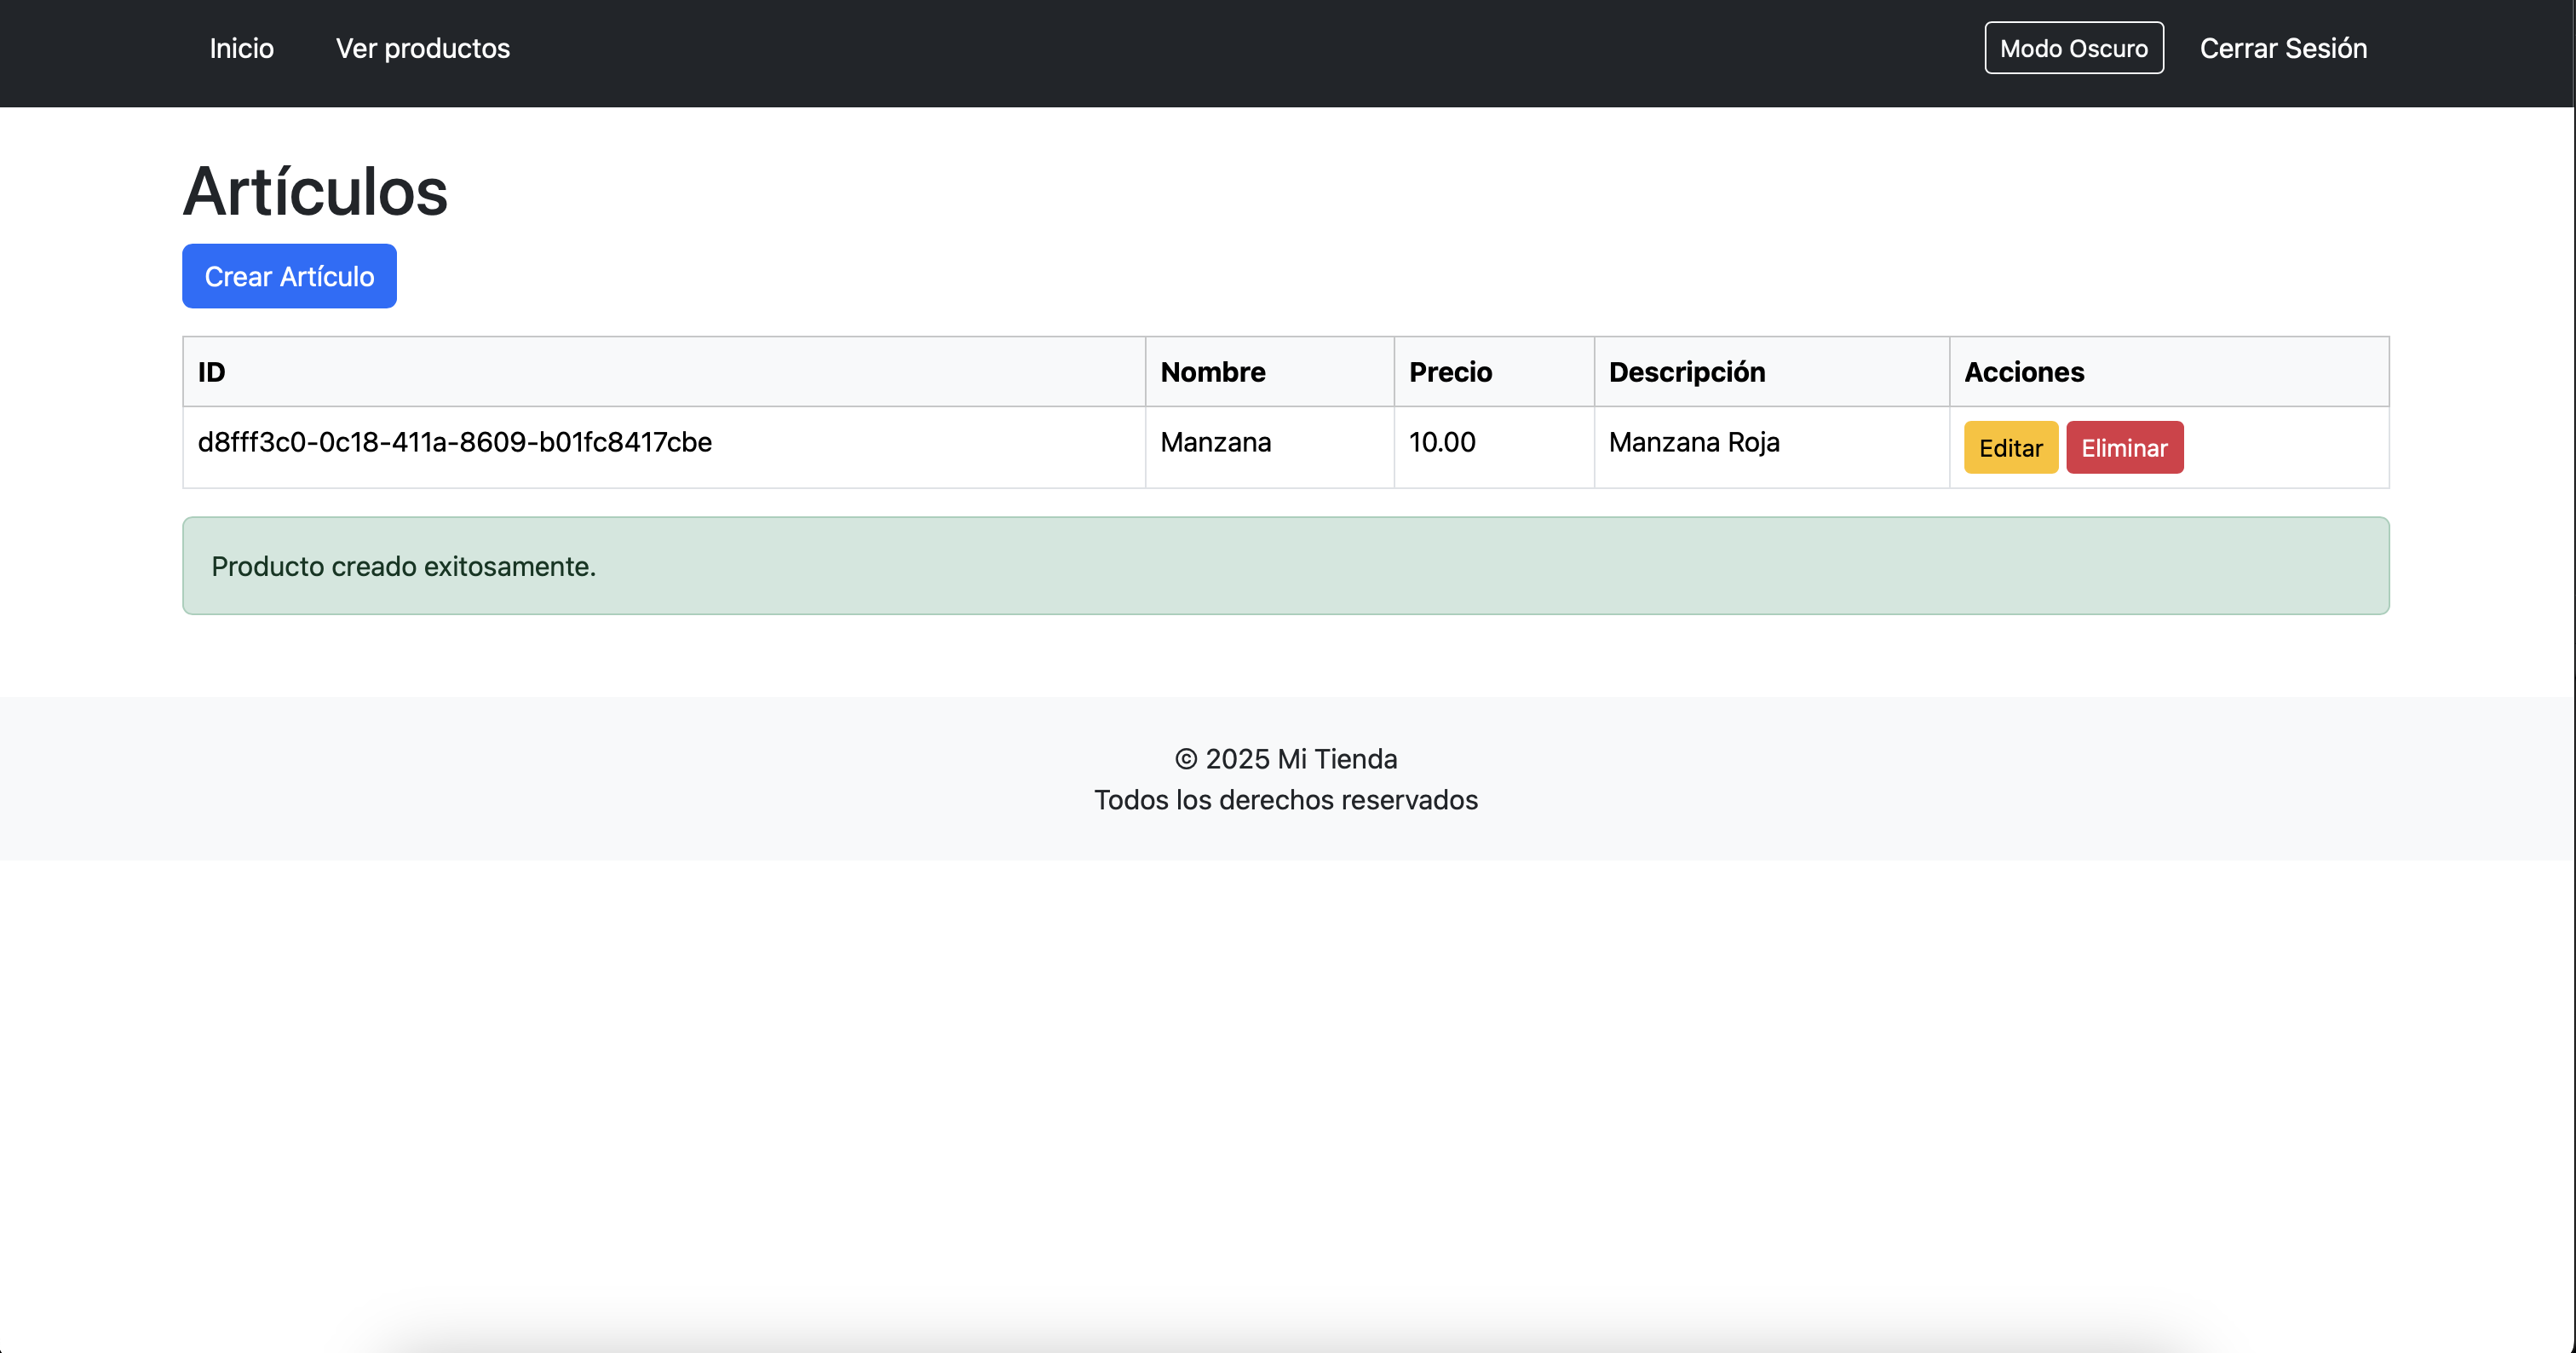 Inicio Ver productos Modo Oscuro Cerrar Sesión
Artículos
Crear Artículo
ID Nombre Precio Descripción Acciones
d8fff3c0-0c18-411a-8609-b01fc8417cbe Manzana 10.00 Manzana Roja Editar Eliminar
Producto creado exitosamente.
© 2025 Mi Tienda
Todos los derechos reservados